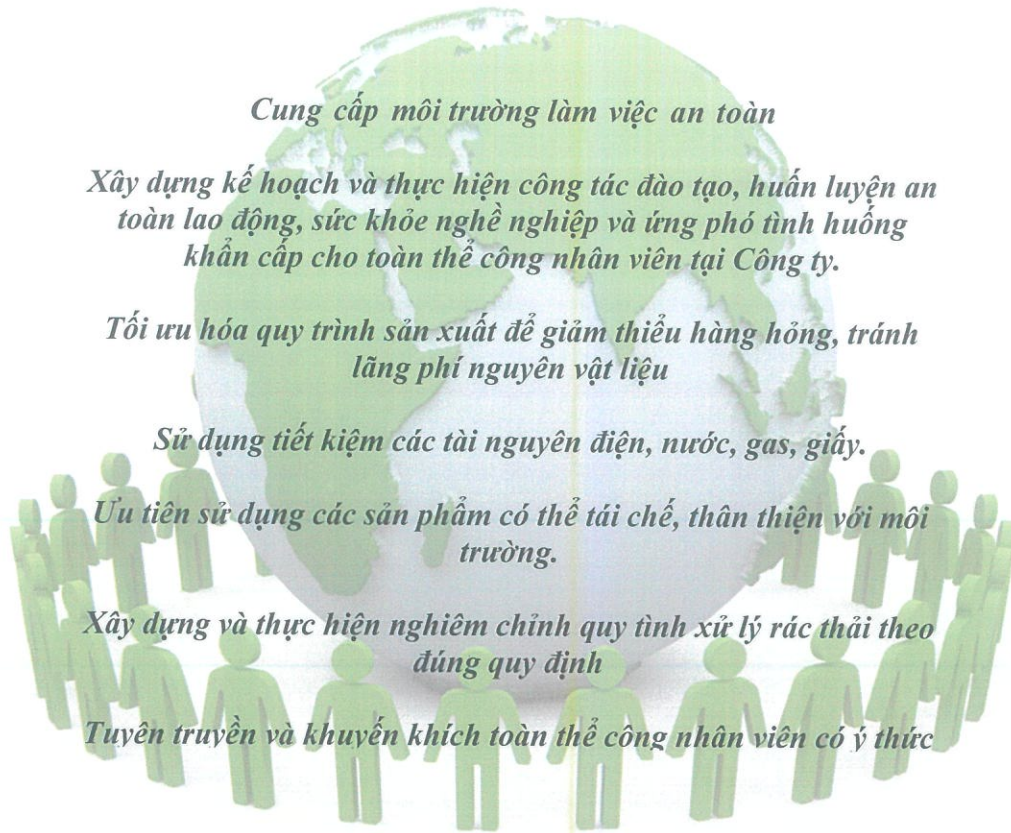 Cung cấp môi trường làm việc an toàn
Xây dựng kế hoạch và thực hiện công tác đào tạo, huấn luyện an
toàn lao động, sức khỏe nghề nghiệp và ứng phó tình huống
khẩn cấp cho toàn thể công nhân viên tại Công ty.
Tối ưu hóa quy trình sản xuất để giảm thiểu hàng hỏng, tránh
lãng phí nguyên vật liệu
Sử dụng tiết kiệm các tài nguyên điện, nước, gas, giấy.
Ưu tiên sử dụng các sản phẩm có thể tái chế, thân thiện với môi
trường.
Xây dựng và thực hiện nghiêm chỉnh quy tình xử lý rác thải theo
đúng quy định
Tuyên truyền và khuyến khích toàn thể công nhân viên có ý thức